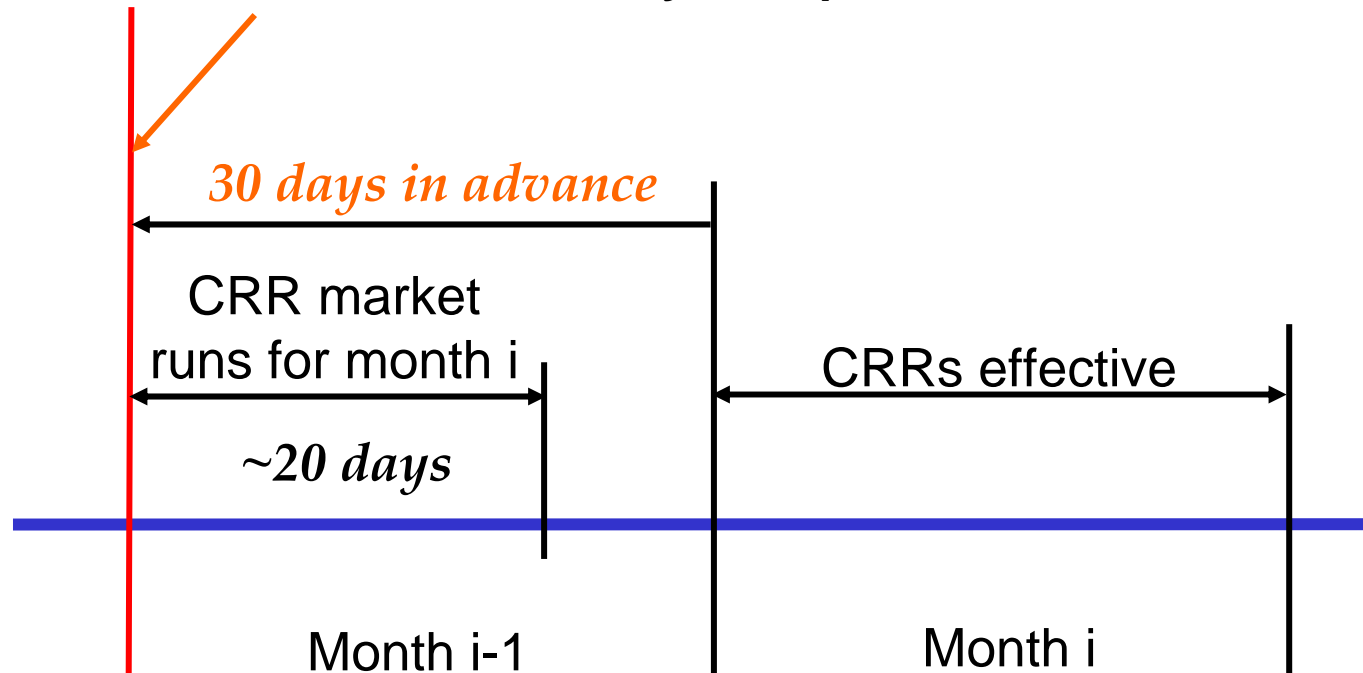 30 days in advance
CRR market
runs for month i
CRRs effective
~20 days
Month i-1
Month i